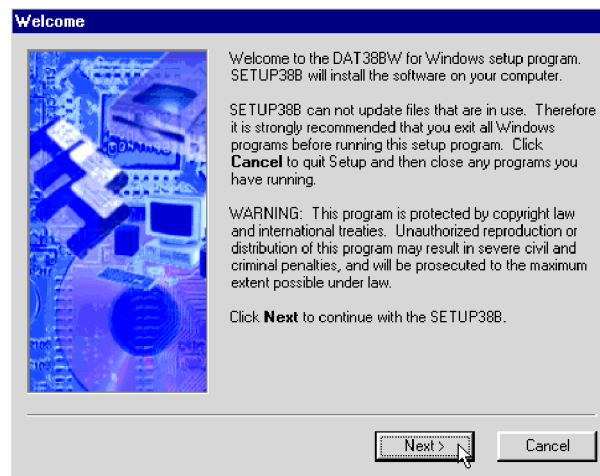 Welcome
Welcome to the DAT38BW for Windows setup program.
SETUP38B will install the software on your computer.
SETUP38B can not update files that are in use. Therefore
it is strongly recommended that you exit all Windows
programs before running this setup program. Click
Cancel to quit Setup and then close any programs you
have running.
WARNING: This program is protected by copyright law
and international treaties. Unauthorized reproduction or
distribution of this program may result in severe civil and
criminal penalties, and will be prosecuted to the maximum
extent possible under law.
Click Next to continue with the SETUP38B.
Next >
Cancel